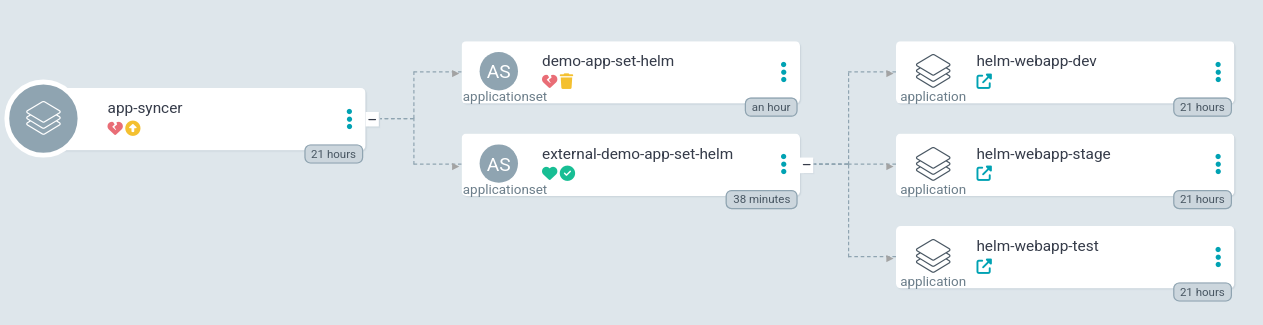 app-syncer
21 hours
AS
applicationset
demo-app-set-helm
an hour
AS
applicationset
external-demo-app-set-helm
38 minutes
application
helm-webapp-dev
21 hours
application
helm-webapp-stage
21 hours
application
helm-webapp-test
21 hours